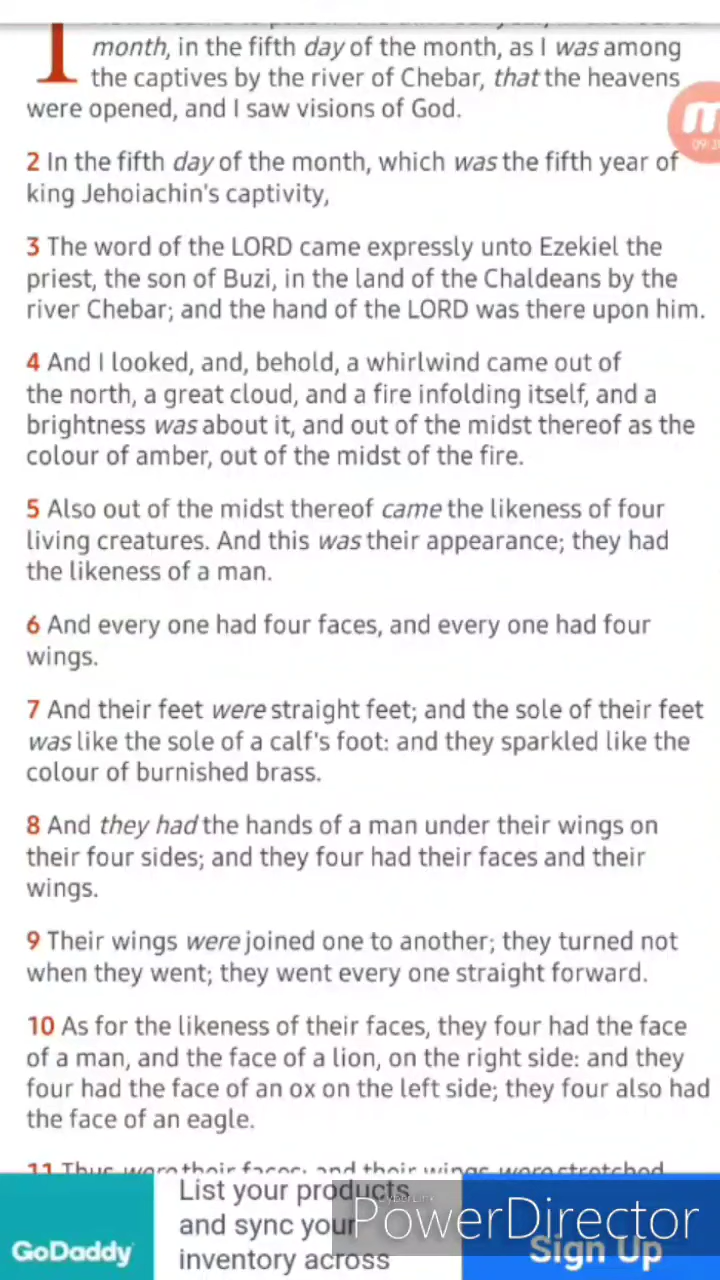 1
month, in the fifth day of the month, as I was among
the captives by the river of Chebar, that the heavens
were opened, and I saw visions of God.
2 In the fifth day of the month, which was the fifth year of
king Jehoiachin's captivity,
3 The word of the LORD came expressly unto Ezekiel the
priest, the son of Buzi, in the land of the Chaldeans by the
river Chebar; and the hand of the LORD was there upon him.
4 And I looked, and, behold, a whirlwind came out of
the north, a great cloud, and a fire infolding itself, and a
brightness was about it, and out of the midst thereof as the
colour of amber, out of the midst of the fire.
5 Also out of the midst thereof came the likeness of four
living creatures. And this was their appearance; they had
the likeness of a man.
6 And every one had four faces, and every one had four
wings.
7 And their feet were straight feet; and the sole of their feet
was like the sole of a calf's foot: and they sparkled like the
colour of burnished brass.
8 And they had the hands of a man under their wings on
their four sides; and they four had their faces and their
wings.
9 Their wings were joined one to another; they turned not
when they went; they went every one straight forward.
10 As for the likeness of their faces, they four had the face
of a man, and the face of a lion, on the right side: and they
four had the face of an ox on the left side; they four also had
the face of an eagle.
11 Thus were their faces: and their wings were stretched
List your products
and sync your
inventory across
GoDaddy
PowerDirector
Sign Up